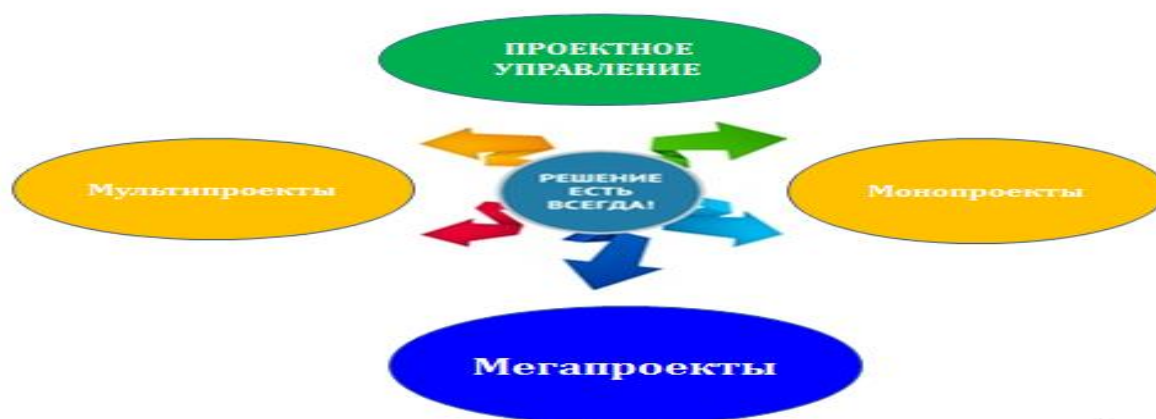 ПРОЕКТНОЕ
УПРАВЛЕНИЕ
Мультипроекты
РЕШЕНИЕ
ЕСТЬ
ВСЕГДА!
Монопроекты
Мегапроекты